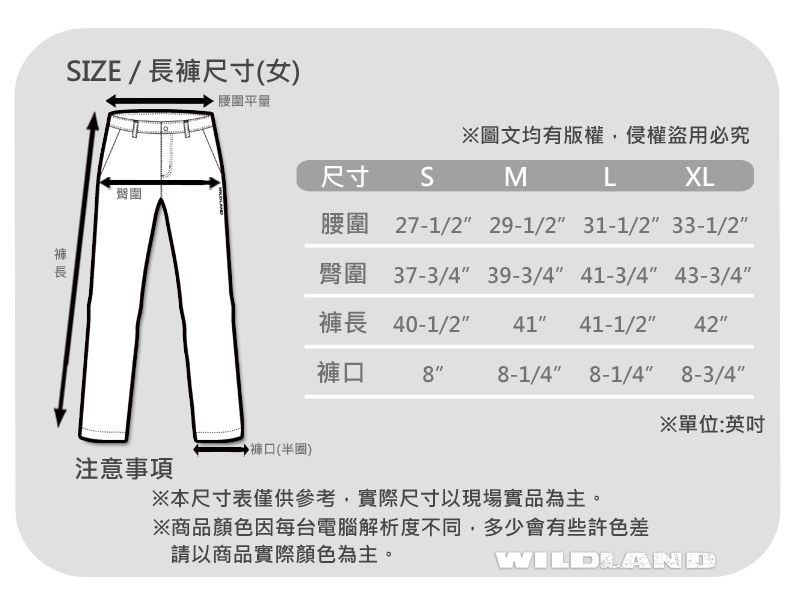 SIZE / 長褲尺寸(女)
腰圍平量
※圖文均有版權，侵權盜用必究
尺寸 S M L XL
臀圍
WILDLAND
腰圍 27-1/2” 29-1/2” 31-1/2” 33-1/2”
褲長
臀圍 37-3/4” 39-3/4” 41-3/4” 43-3/4”
褲長 40-1/2” 41” 41-1/2” 42”
褲口 8” 8-1/4” 8-1/4” 8-3/4”
※單位:英吋
褲口(半圈)
注意事項
※本尺寸表僅供參考，實際尺寸以現場實品為主。
※商品顏色因每台電腦解析度不同，多少會有些許色差
請以商品實際顏色為主。
WILDLAND